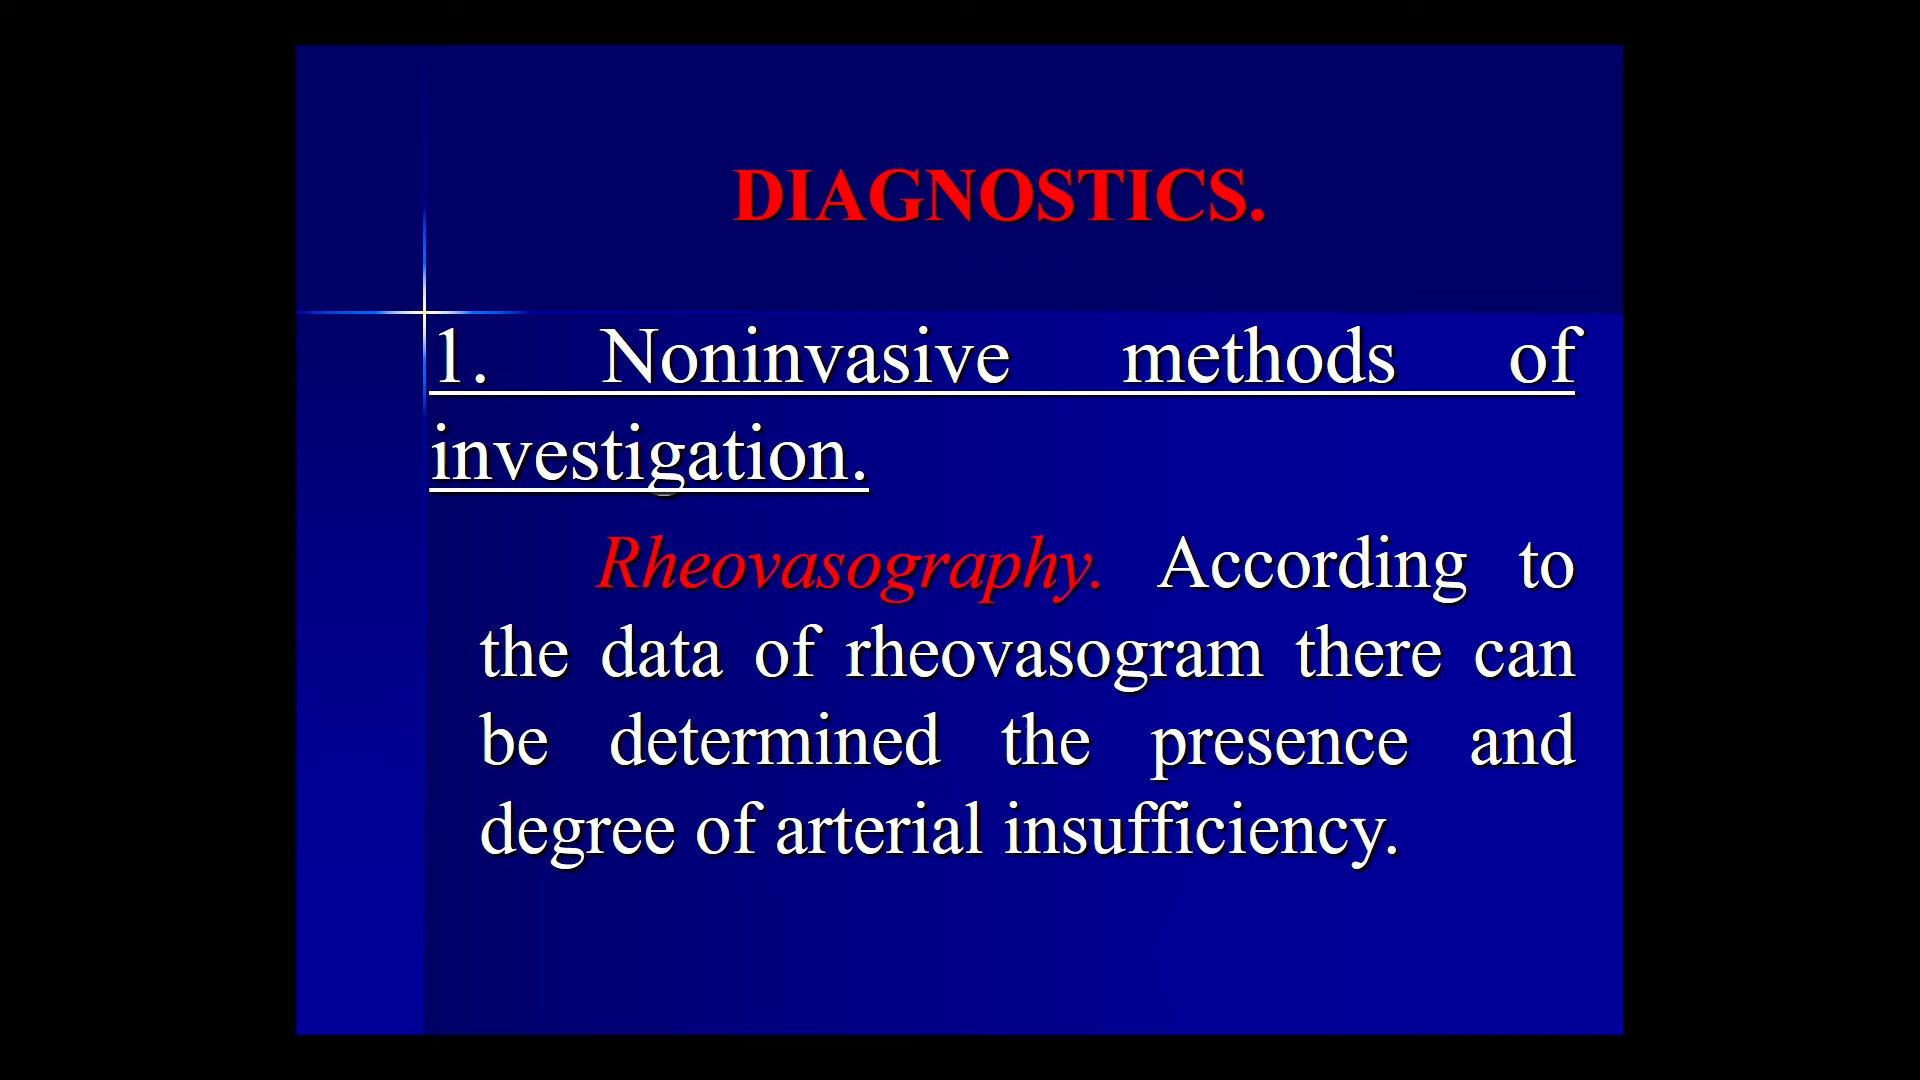 DIAGNOSTICS.
1. Noninvasive methods of
investigation.
Rheovasography. According to
the data of rheovasogram there can
be determined the presence and
degree of arterial insufficiency.